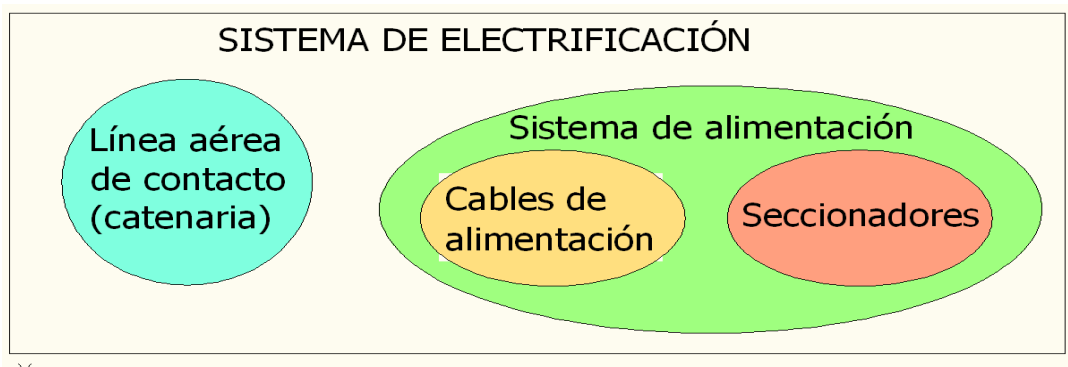 SISTEMA DE ELECTRIFICACIÓN
Línea aérea
de contacto
(catenaria)
Sistema de alimentación
Cables de
alimentación
Seccionadores